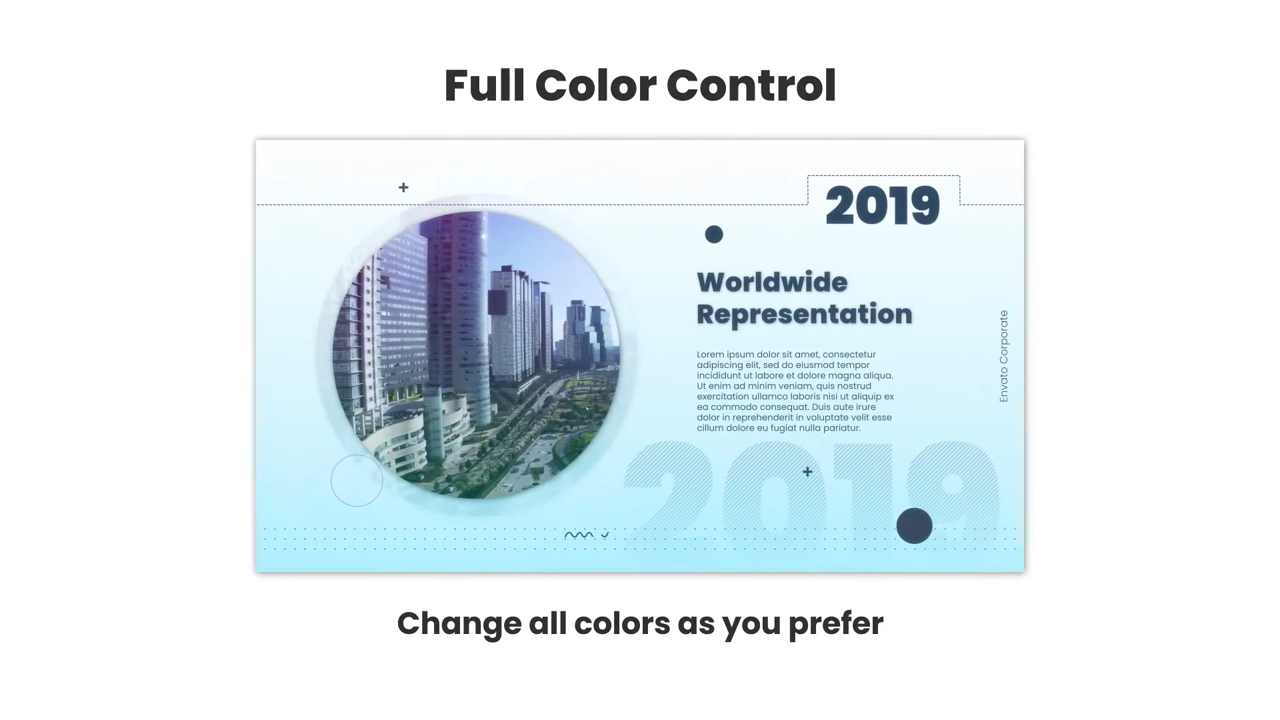 Full Color Control
2019
Worldwide
Representation
Lorem ipsum dolor sit amet, consectetur
adipiscing elit, sed do eiusmod tempor
incididunt ut labore et dolore magna aliqua.
Ut enim ad minim veniam, quis nostrud
exercitation ullamco laboris nisi ut aliquip ex
ea commodo consequat. Duis aute irure
dolor in reprehenderit in voluptate velit esse
cillum dolore eu fugiat nulla pariatur.
Envato Corporate
2019
Change all colors as you prefer